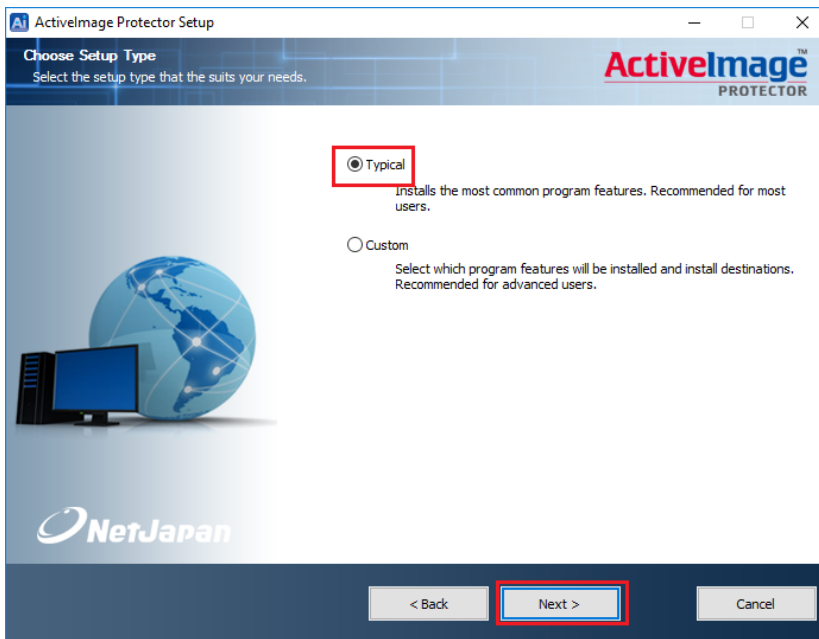 Ai ActiveImage Protector Setup
Choose Setup Type
Select the setup type that the suits your needs.
ActiveImage™
PROTECTOR
Typical
Installs the most common program features. Recommended for most
users.
Custom
Select which program features will be installed and install destinations.
Recommended for advanced users.
NetJapan
< Back
Next >
Cancel